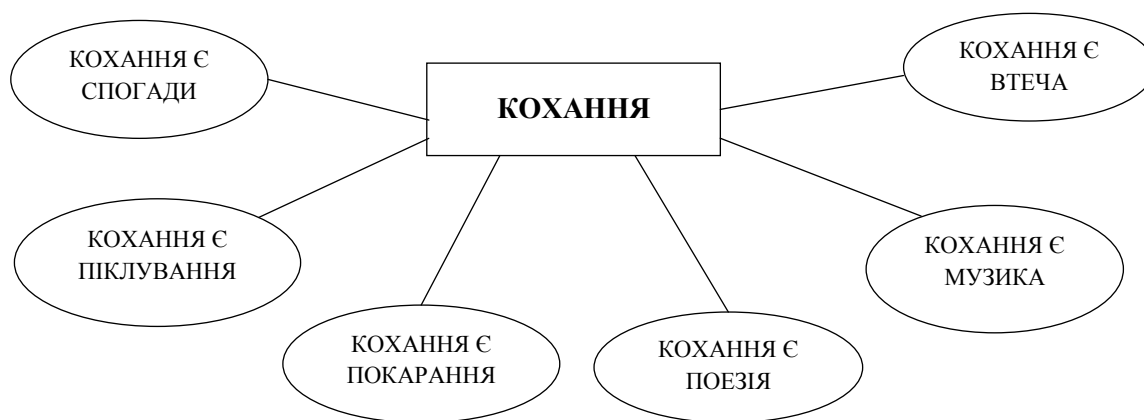 КОХАННЯ Є
СПОГАДИ
КОХАННЯ
КОХАННЯ Є
ВТЕЧА
КОХАННЯ Є
ПІКЛУВАННЯ
КОХАННЯ Є
МУЗИКА
КОХАННЯ Є
ПОКАРАННЯ
КОХАННЯ Є
ПОЕЗІЯ